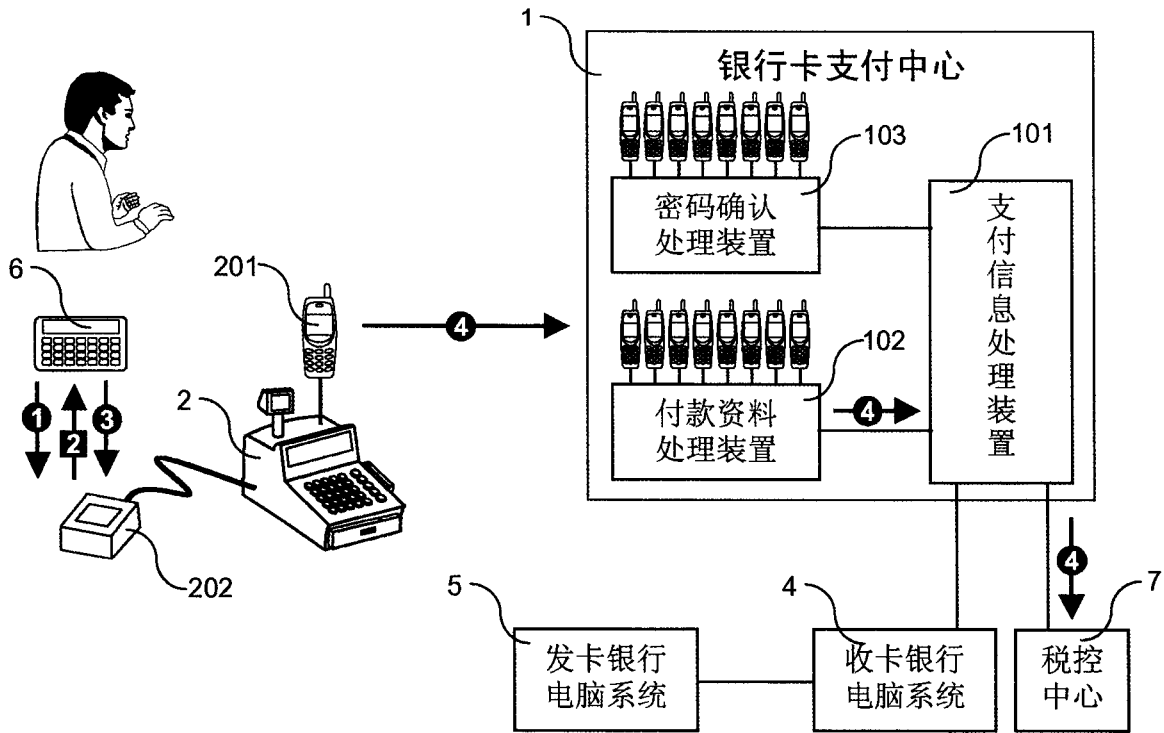 1
银行卡支付中心
103
101
密码确认
处理装置
支付信息处理装置
6
201
4
102
付款资料
处理装置
4
1
2
3
2
202
4
5
4
7
发卡银行
电脑系统
收卡银行
电脑系统
税控
中心